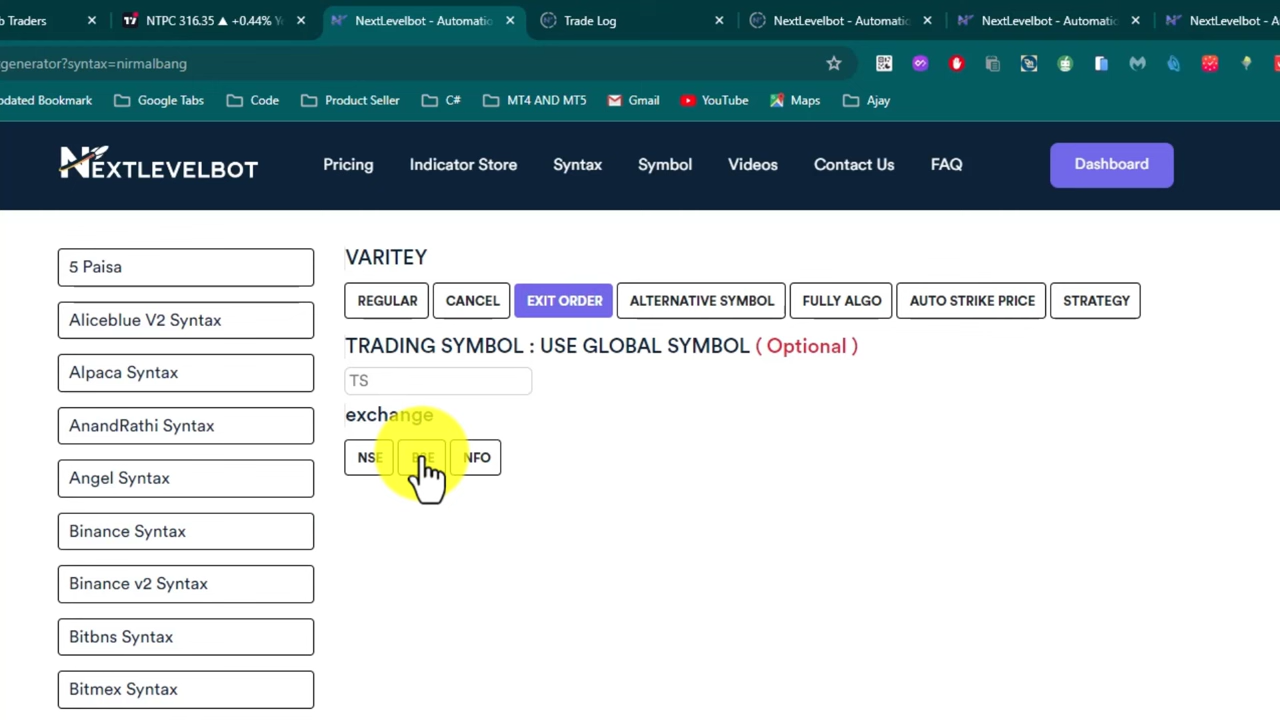 b Traders
NTPC 316.35 ▲ +0.44%
NextLevelbot - Automatic
Trade Log
NextLevelbot - Automatic
NextLevelbot - Automatic
NextLevelbot - A
generator?syntax=nirmalbang
pdated Bookmark
Google Tabs
Code
Product Seller
C#
MT4 AND MT5
Gmail
YouTube
Maps
Ajay
NEXTLEVELBOT
Pricing
Indicator Store
Syntax
Symbol
Videos
Contact Us
FAQ
Dashboard
5 Paisa
Aliceblue V2 Syntax
Alpaca Syntax
AnandRathi Syntax
Angel Syntax
Binance Syntax
Binance v2 Syntax
Bitbns Syntax
Bitmex Syntax
VARITEY
REGULAR
CANCEL
EXIT ORDER
ALTERNATIVE SYMBOL
FULLY ALGO
AUTO STRIKE PRICE
STRATEGY
TRADING SYMBOL : USE GLOBAL SYMBOL ( Optional )
TS
exchange
NSE
BSE
NFO